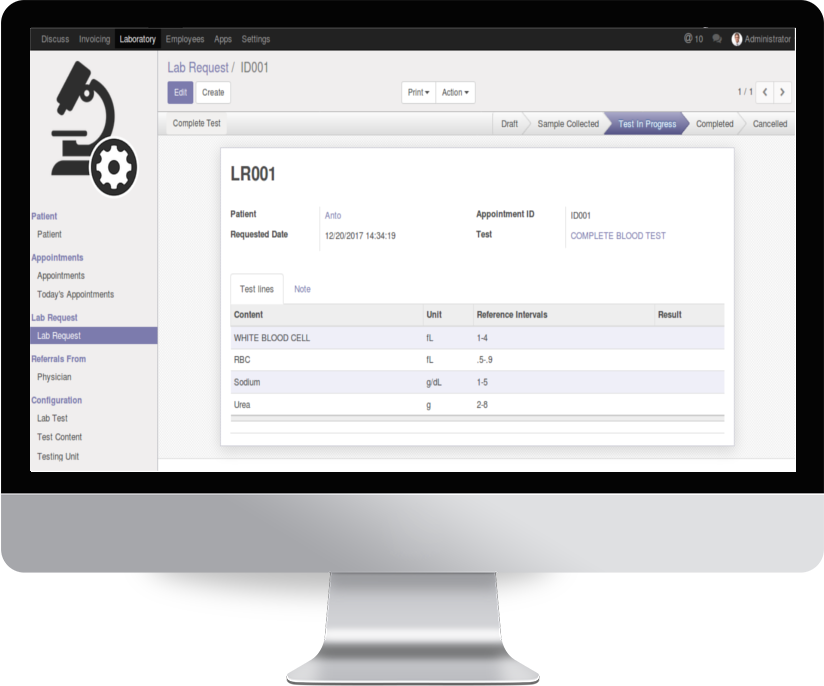 Discuss Invoicing Laboratory Employees Apps Settings @ 10 Administrator
Lab Request / ID001
Edit Create Print Action 1 / 1
Complete Test Draft Sample Collected Test In Progress Completed Cancelled
LR001
Patient Anto Appointment ID ID001
Requested Date 12/20/2017 14:34:19 Test COMPLETE BLOOD TEST
Test lines Note
Content Unit Reference Intervals Result
WHITE BLOOD CELL fL 1-4
RBC fL .5-.9
Sodium g/dL 1-5
Urea g 2-8
Patient
Patient
Appointments
Appointments
Today's Appointments
Lab Request
Lab Request
Referrals From
Physician
Configuration
Lab Test
Test Content
Testing Unit